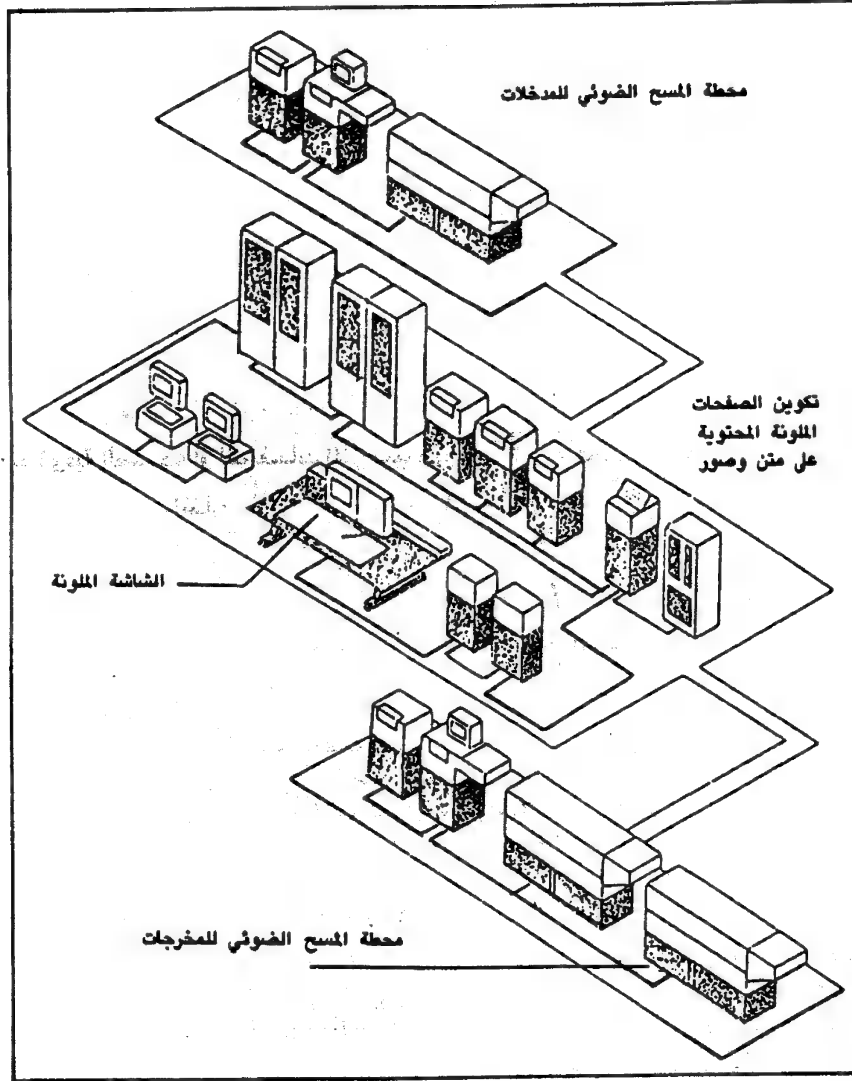 محطة المسح الضوئي للمدخلات
تكوين الصفحات
الملونة المحتوية
على متن وصور
الشاشة الملونة
محطة المسح الضوئي للمخرجات